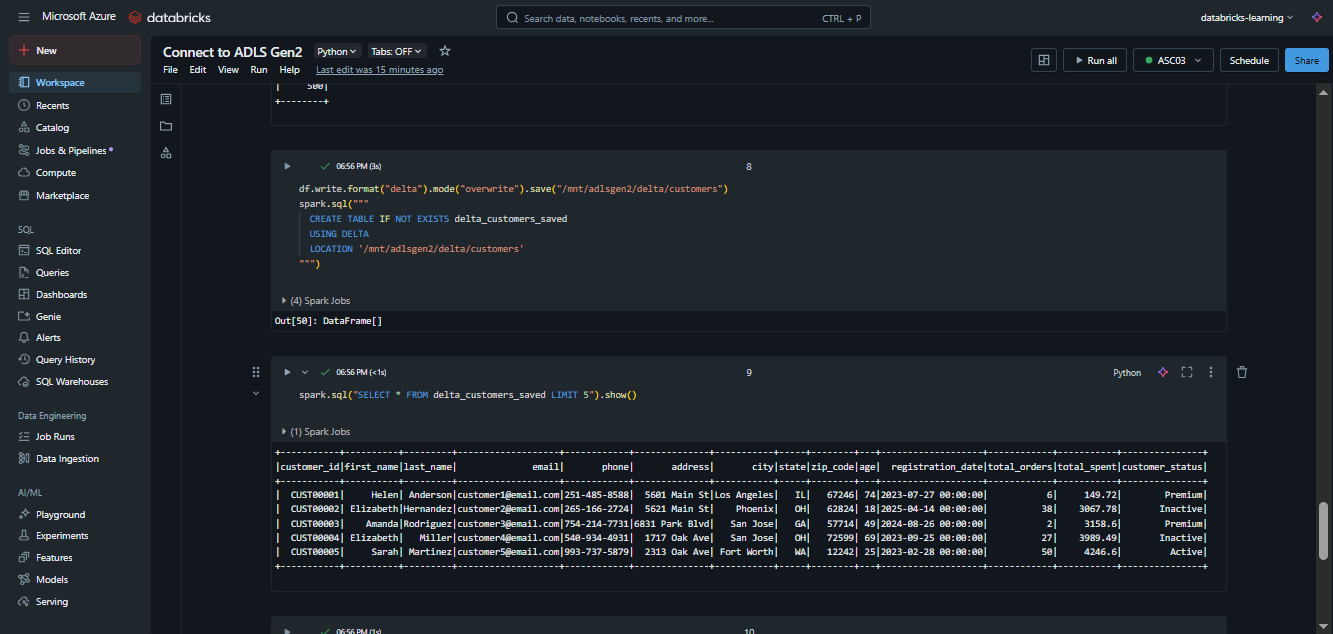 Microsoft Azure databricks
Search data, notebooks, recents, and more... CTRL + P
databricks-learning
New
Workspace
Recents
Catalog
Jobs & Pipelines
Compute
Marketplace
SQL
SQL Editor
Queries
Dashboards
Genie
Alerts
Query History
SQL Warehouses
Data Engineering
Job Runs
Data Ingestion
AI/ML
Playground
Experiments
Features
Models
Serving
Connect to ADLS Gen2 Python Tabs: OFF
File Edit View Run Help Last edit was 15 minutes ago
Run all ASC03 Schedule Share
| 500|
+--------+
06:56 PM (3s) 8
df.write.format("delta").mode("overwrite").save("/mnt/adlsgen2/delta/customers")
spark.sql("""
CREATE TABLE IF NOT EXISTS delta_customers_saved
USING DELTA
LOCATION '/mnt/adlsgen2/delta/customers'
""")
(4) Spark Jobs
Out[50]: DataFrame[]
06:56 PM (<1s) 9 Python
spark.sql("SELECT * FROM delta_customers_saved LIMIT 5").show()
(1) Spark Jobs
+-----------+----------+---------+-------------------+------------+--------------+-----------+-----+--------+---+-------------------+------------+-----------+---------------+
|customer_id|first_name|last_name|              email|       phone|       address|       city|state|zip_code|age|  registration_date|total_orders|total_spent|customer_status|
+-----------+----------+---------+-------------------+------------+--------------+-----------+-----+--------+---+-------------------+------------+-----------+---------------+
|  CUST00001|     Helen| Anderson|customer1@email.com|251-485-8588|  5601 Main St|Los Angeles|   IL|   67246| 74|2023-07-27 00:00:00|           6|     149.72|        Premium|
|  CUST00002| Elizabeth|Hernandez|customer2@email.com|265-166-2724|  5621 Main St|    Phoenix|   OH|   62824| 18|2025-04-14 00:00:00|          38|    3067.78|       Inactive|
|  CUST00003|    Amanda|Rodriguez|customer3@email.com|754-214-7731|6831 Park Blvd|   San Jose|   GA|   57714| 49|2024-08-26 00:00:00|           2|     3158.6|        Premium|
|  CUST00004| Elizabeth|   Miller|customer4@email.com|540-934-4931|  1717 Oak Ave|   San Jose|   OH|   72599| 69|2023-09-25 00:00:00|          27|    3989.49|       Inactive|
|  CUST00005|     Sarah| Martinez|customer5@email.com|993-737-5879|  2313 Oak Ave| Fort Worth|   WA|   12242| 25|2023-02-28 00:00:00|          50|     4246.6|         Active|
+-----------+----------+---------+-------------------+------------+--------------+-----------+-----+--------+---+-------------------+------------+-----------+---------------+
06:56 PM (1s) 10